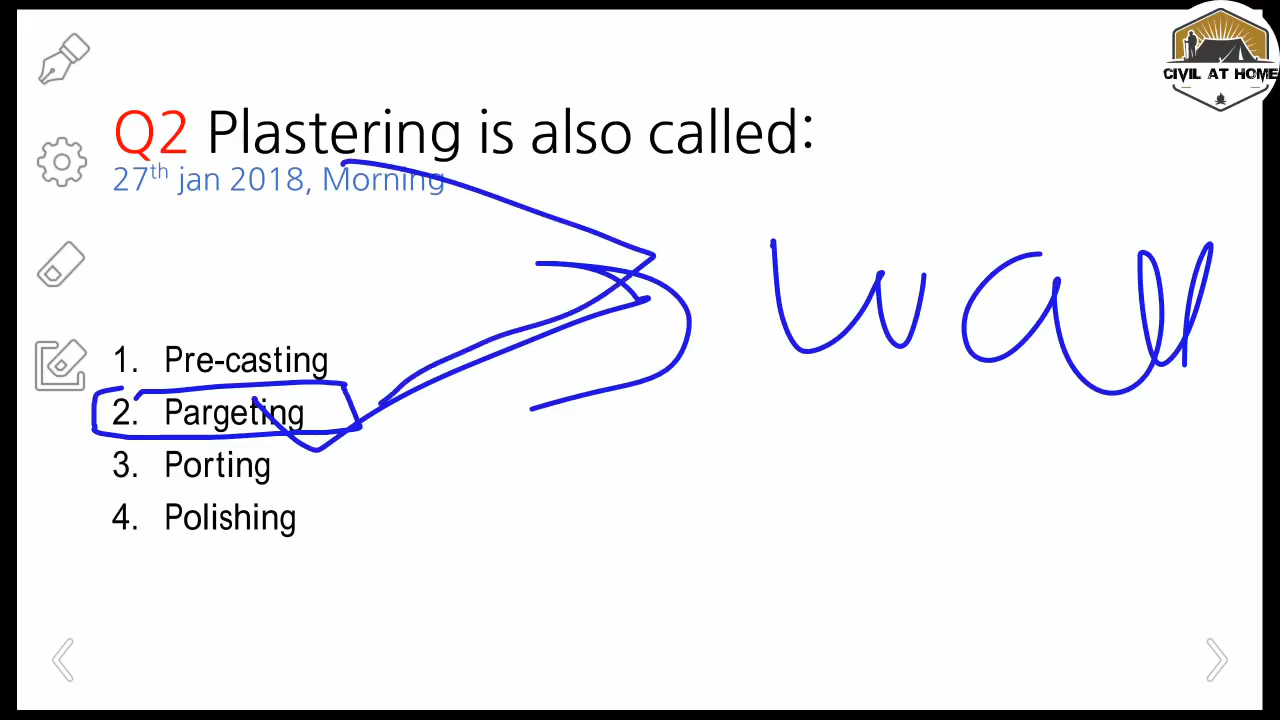 CIVIL AT HOME
Q2 Plastering is also called:
27th jan 2018, Morning
wall
1. Pre-casting
2. Pargeting
3. Porting
4. Polishing